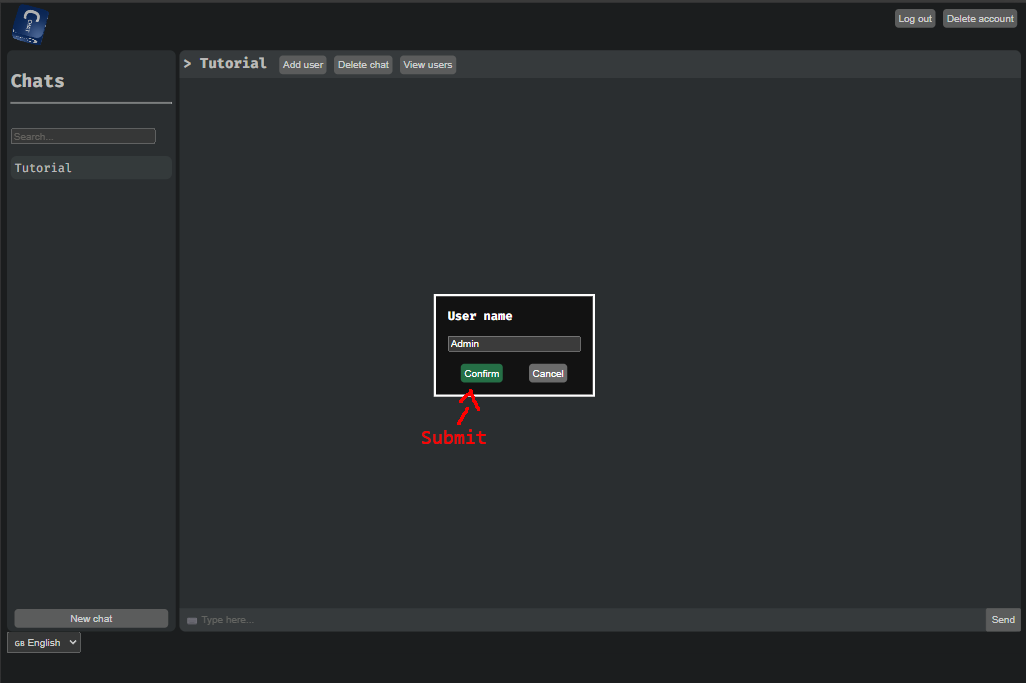 Log out Delete account
Chats
> Tutorial Add user Delete chat View users
Search...
Tutorial
User name
Admin
Confirm Cancel
Submit
New chat
Type here... Send
GB English